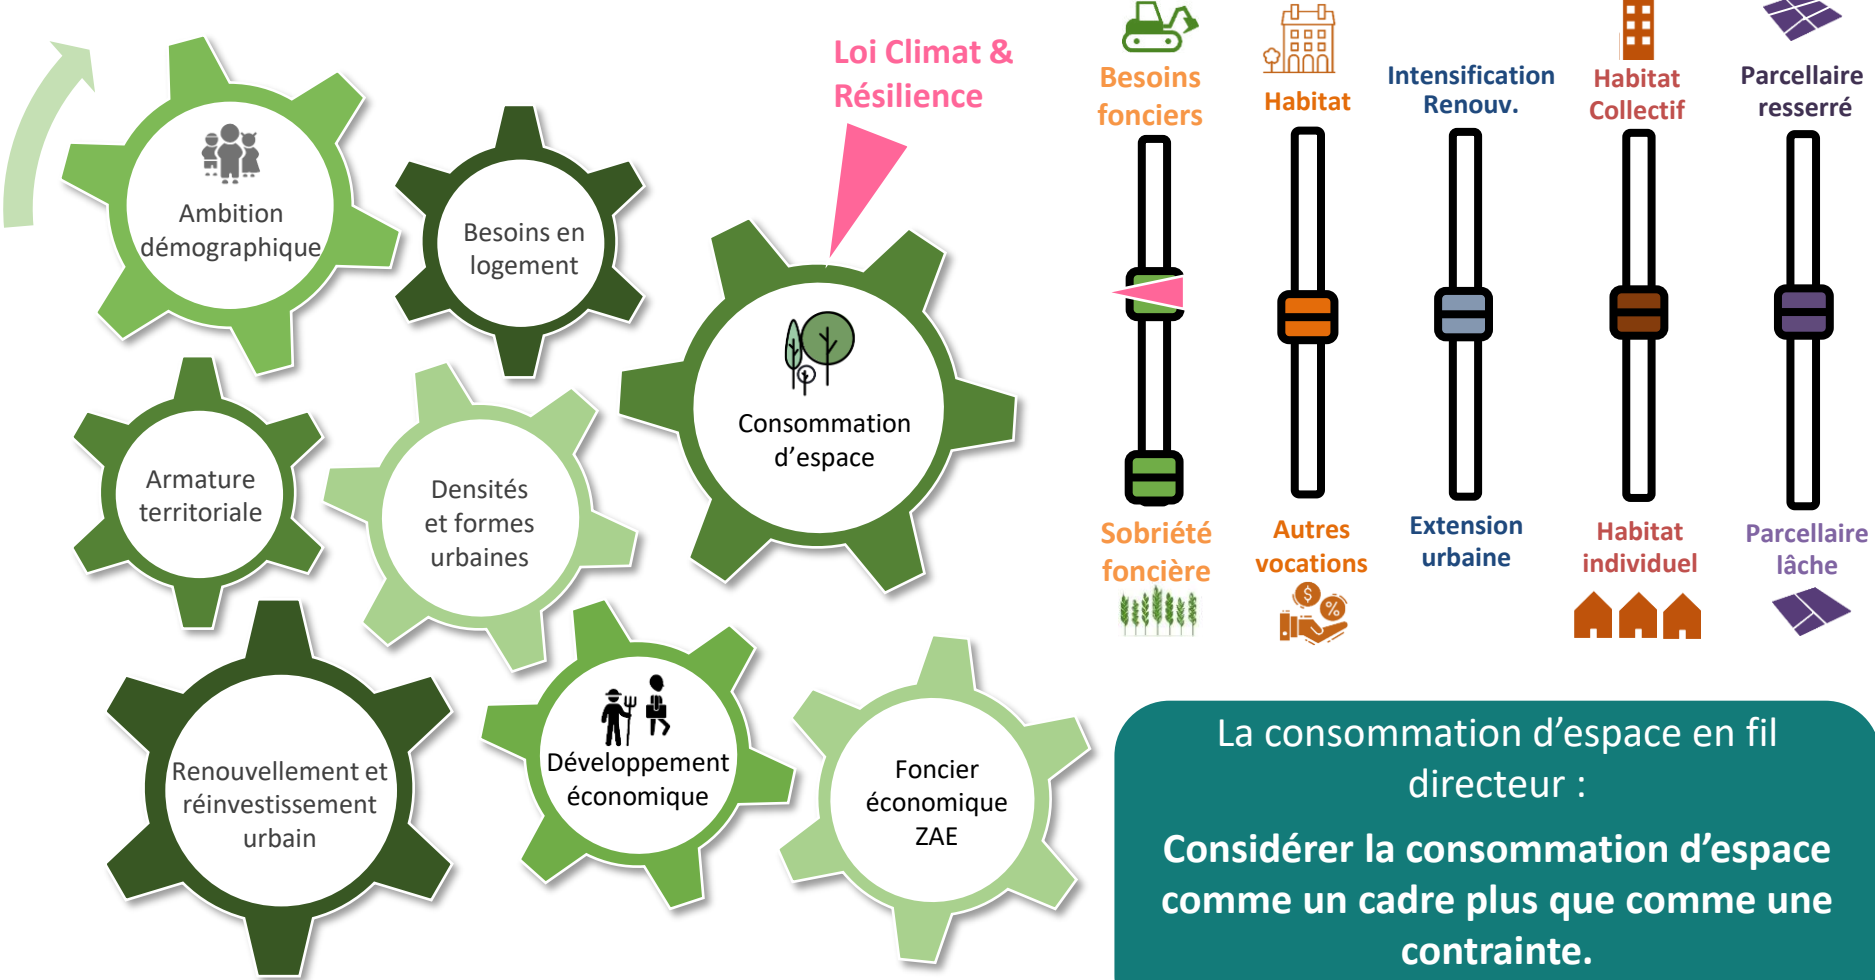 Loi Climat &
Résilience
Ambition
démographique
Besoins en
logement
Consommation
d’espace
Armature
territoriale
Densités
et formes
urbaines
Renouvellement et
réinvestissement
urbain
Développement
économique
Foncier
économique
ZAE
Besoins
fonciers
Habitat
Intensification
Renouv.
Habitat
Collectif
Parcellaire
resserré
Sobriété
foncière
Autres
vocations
Extension
urbaine
Habitat
individuel
Parcellaire
lâche
$
%
La consommation d’espace en fil
directeur :
Considérer la consommation d’espace
comme un cadre plus que comme une
contrainte.